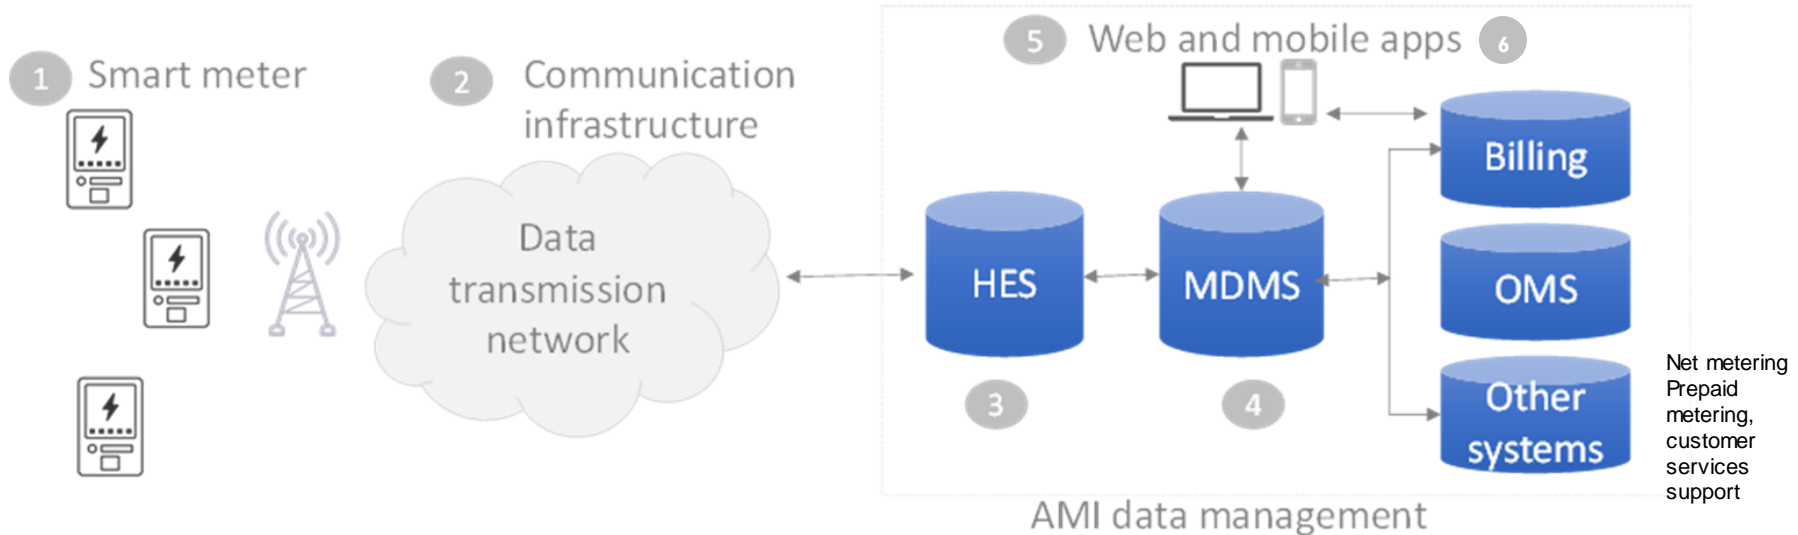 1 Smart meter
2 Communication
infrastructure
Data
transmission
network
5 Web and mobile apps 6
HES
3
MDMS
4
Billing
OMS
Other
systems
Net metering
Prepaid
metering,
customer
services
support
AMI data management